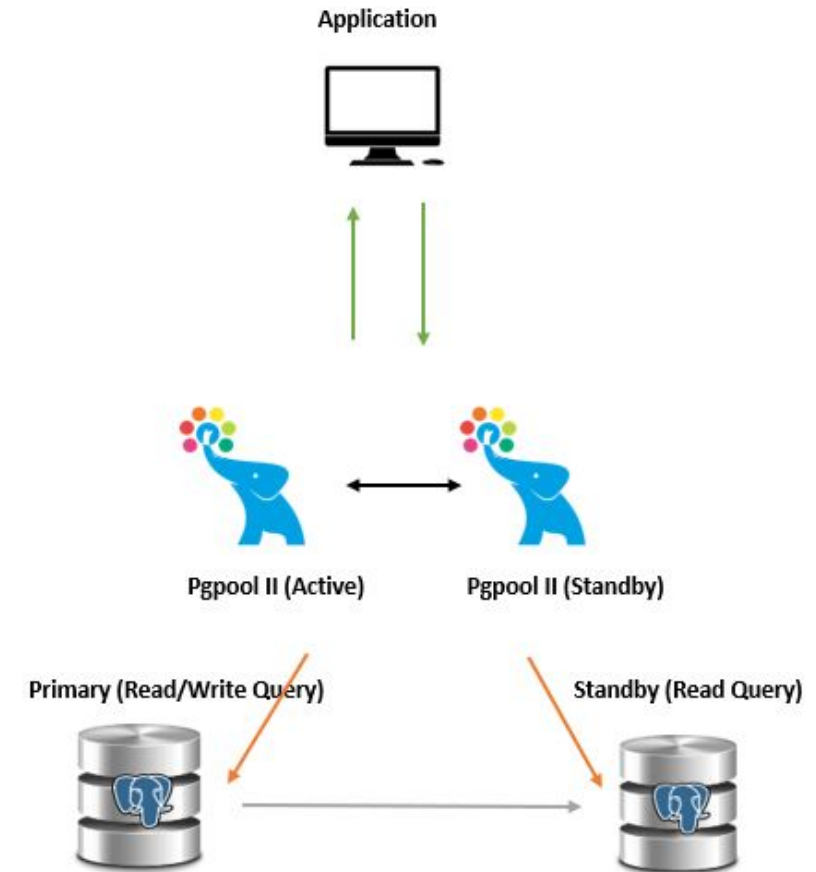 Application
Pgpool II (Active)
Pgpool II (Standby)
Primary (Read/Write Query)
Standby (Read Query)